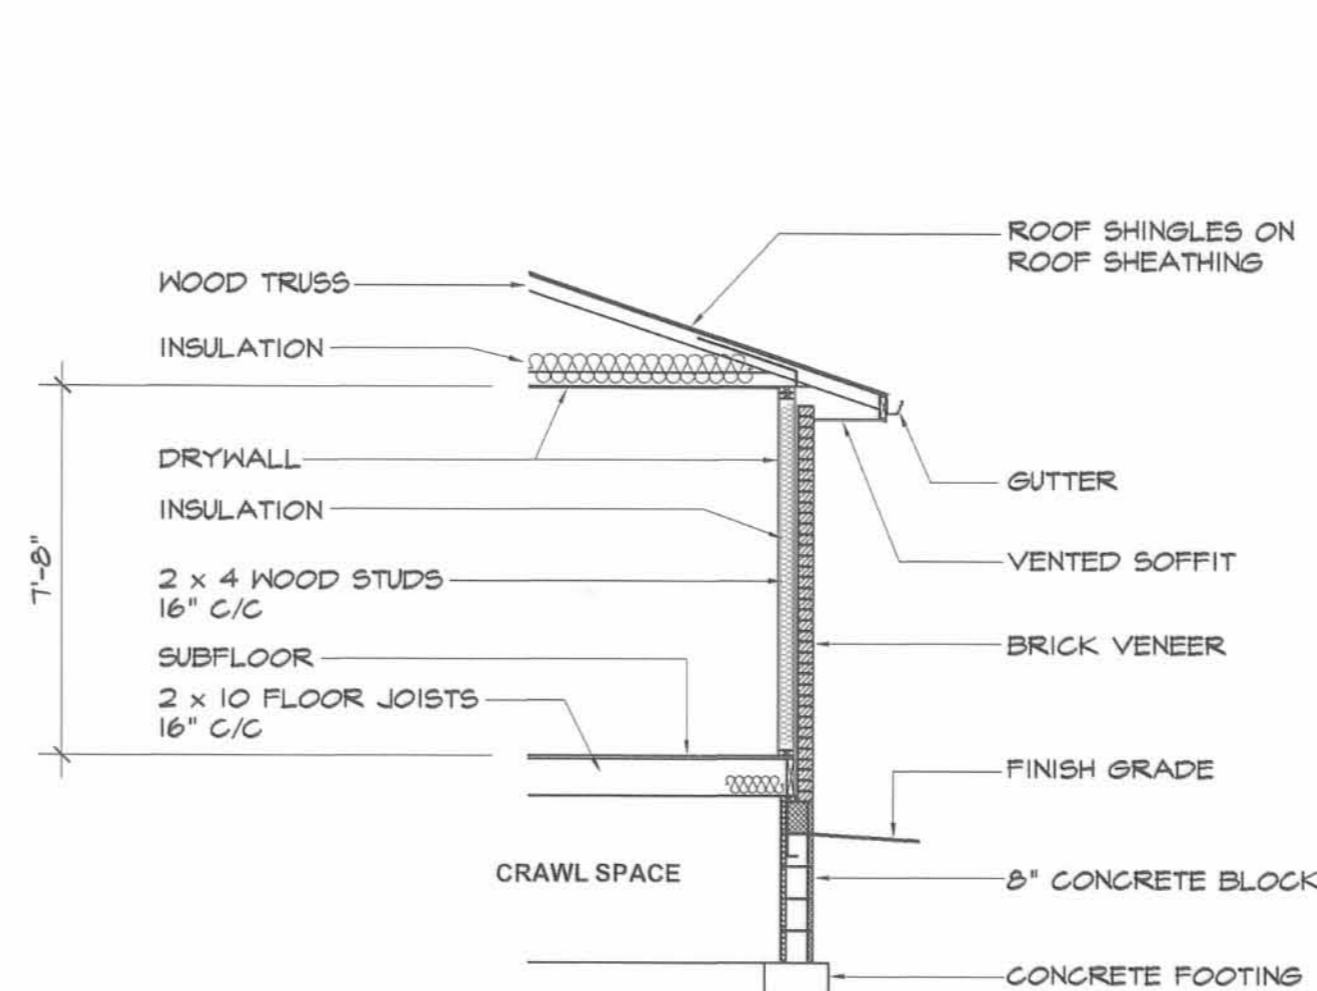 ROOF SHINGLES ON
ROOF SHEATHING
WOOD TRUSS
INSULATION
DRYWALL
GUTTER
INSULATION
VENTED SOFFIT
2 x 4 WOOD STUDS
16" C/C
7'-8"
BRICK VENEER
SUBFLOOR
2 x 10 FLOOR JOISTS
16" C/C
FINISH GRADE
CRAWL SPACE
8" CONCRETE BLOCK
CONCRETE FOOTING